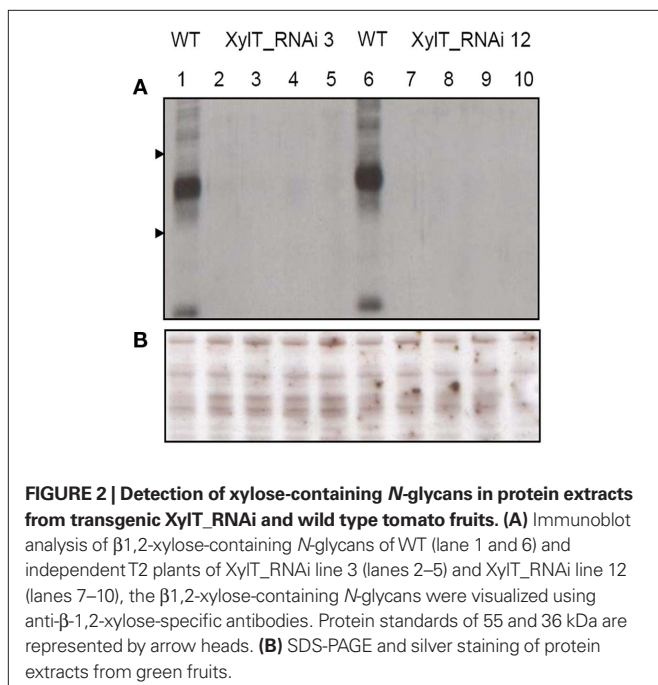 WT XylT_RNAi 3 WT XylT_RNAi 12
1 2 3 4 5 6 7 8 9 10
A
B
FIGURE 2 | Detection of xylose-containing N-glycans in protein extracts
from transgenic XylT_RNAi and wild type tomato fruits. (A) Immunoblot
analysis of β1,2-xylose-containing N-glycans of WT (lane 1 and 6) and
independent T2 plants of XylT_RNAi line 3 (lanes 2–5) and XylT_RNAi line 12
(lanes 7–10), the β1,2-xylose-containing N-glycans were visualized using
anti-β-1,2-xylose-specific antibodies. Protein standards of 55 and 36 kDa are
represented by arrow heads. (B) SDS-PAGE and silver staining of protein
extracts from green fruits.